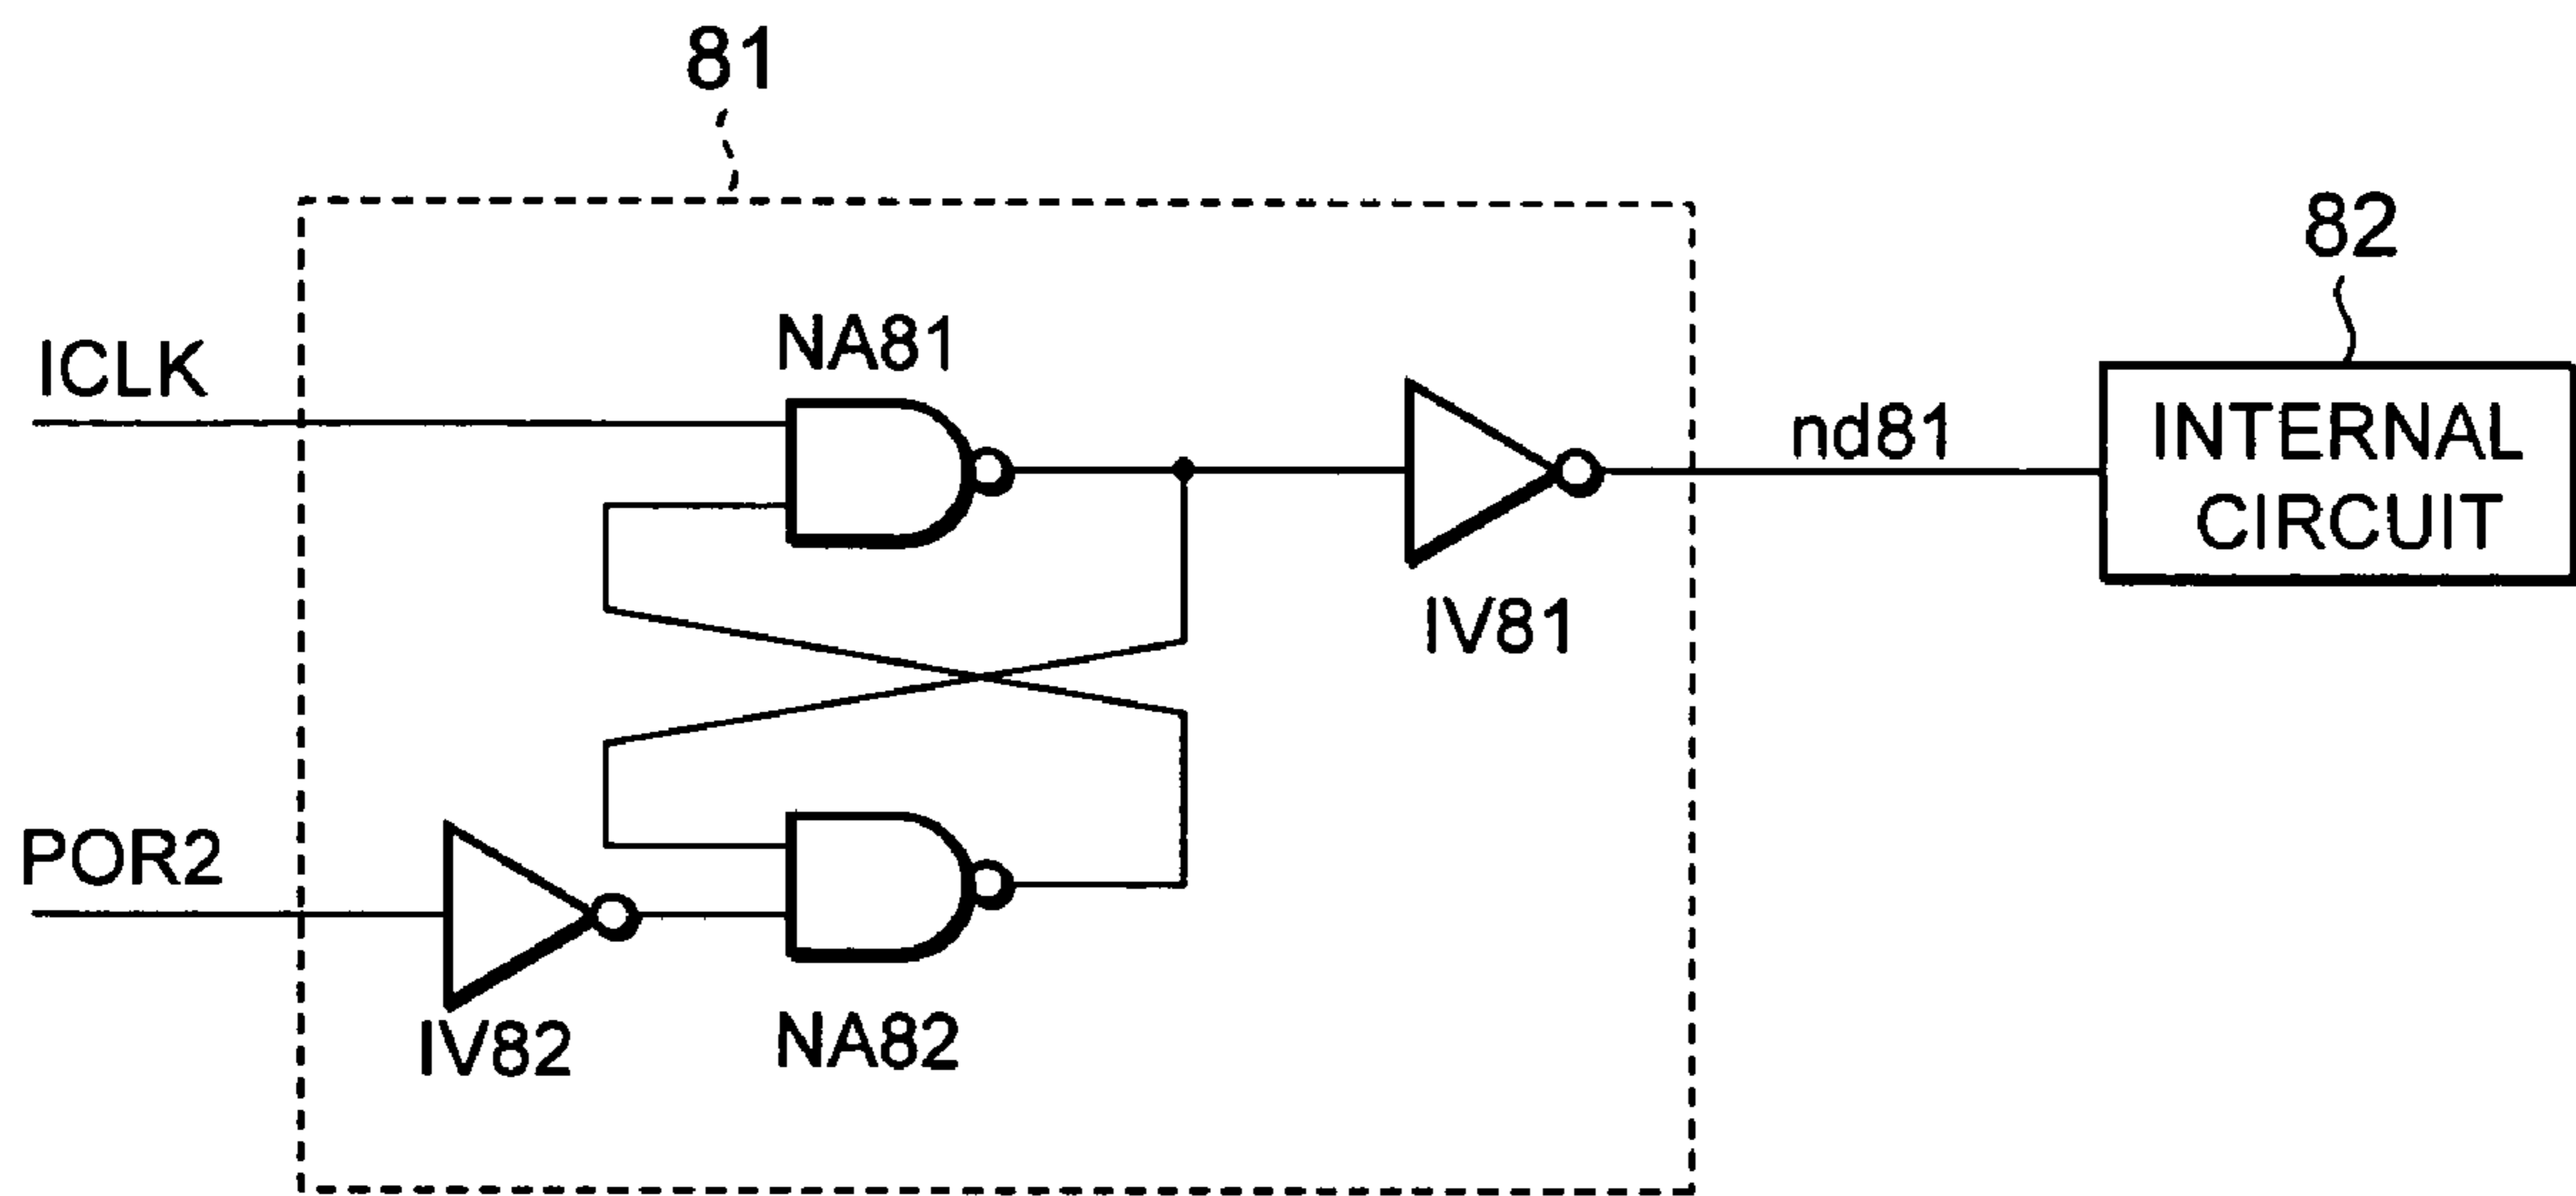 81
82
NA81
ICLK
nd81
INTERNAL
CIRCUIT
IV81
POR2
IV82
NA82